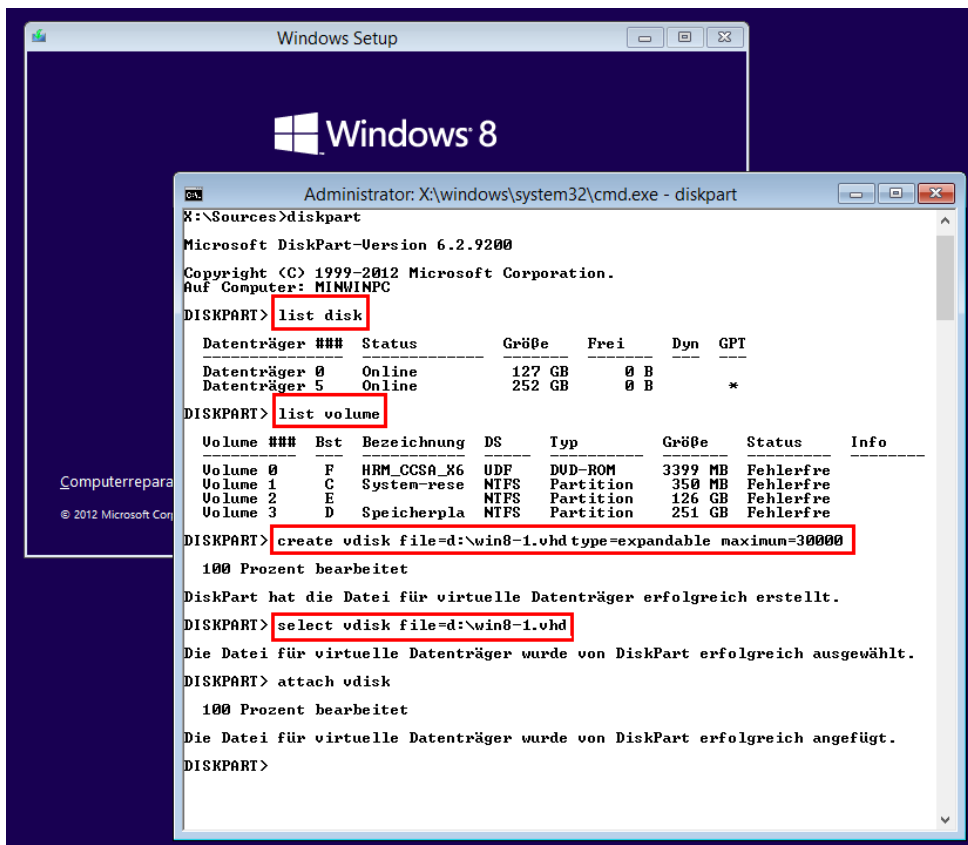 Windows Setup
Windows 8
Administrator: X:\windows\system32\cmd.exe - diskpart
X:\Sources>diskpart
Microsoft DiskPart-Version 6.2.9200
Copyright (C) 1999-2012 Microsoft Corporation.
Auf Computer: MINWINPC
DISKPART> list disk
Datenträger ### Status Größe Frei Dyn GPT
Datenträger 0 Online 127 GB 0 B
Datenträger 5 Online 252 GB 0 B *
DISKPART> list volume
Volume ### Bst Bezeichnung DS Typ Größe Status Info
Volume 0 F HRM_CCSA_X6 UDF DVD-ROM 3399 MB Fehlerfre
Volume 1 C System-rese NTFS Partition 350 MB Fehlerfre
Volume 2 E NTFS Partition 126 GB Fehlerfre
Volume 3 D Speicherpla NTFS Partition 251 GB Fehlerfre
Computerrepara
© 2012 Microsoft Corp
DISKPART> create vdisk file=d:\win8-1.vhd type=expandable maximum=30000
100 Prozent bearbeitet
DiskPart hat die Datei für virtuelle Datenträger erfolgreich erstellt.
DISKPART> select vdisk file=d:\win8-1.vhd
Die Datei für virtuelle Datenträger wurde von DiskPart erfolgreich ausgewählt.
DISKPART> attach vdisk
100 Prozent bearbeitet
Die Datei für virtuelle Datenträger wurde von DiskPart erfolgreich angefügt.
DISKPART>